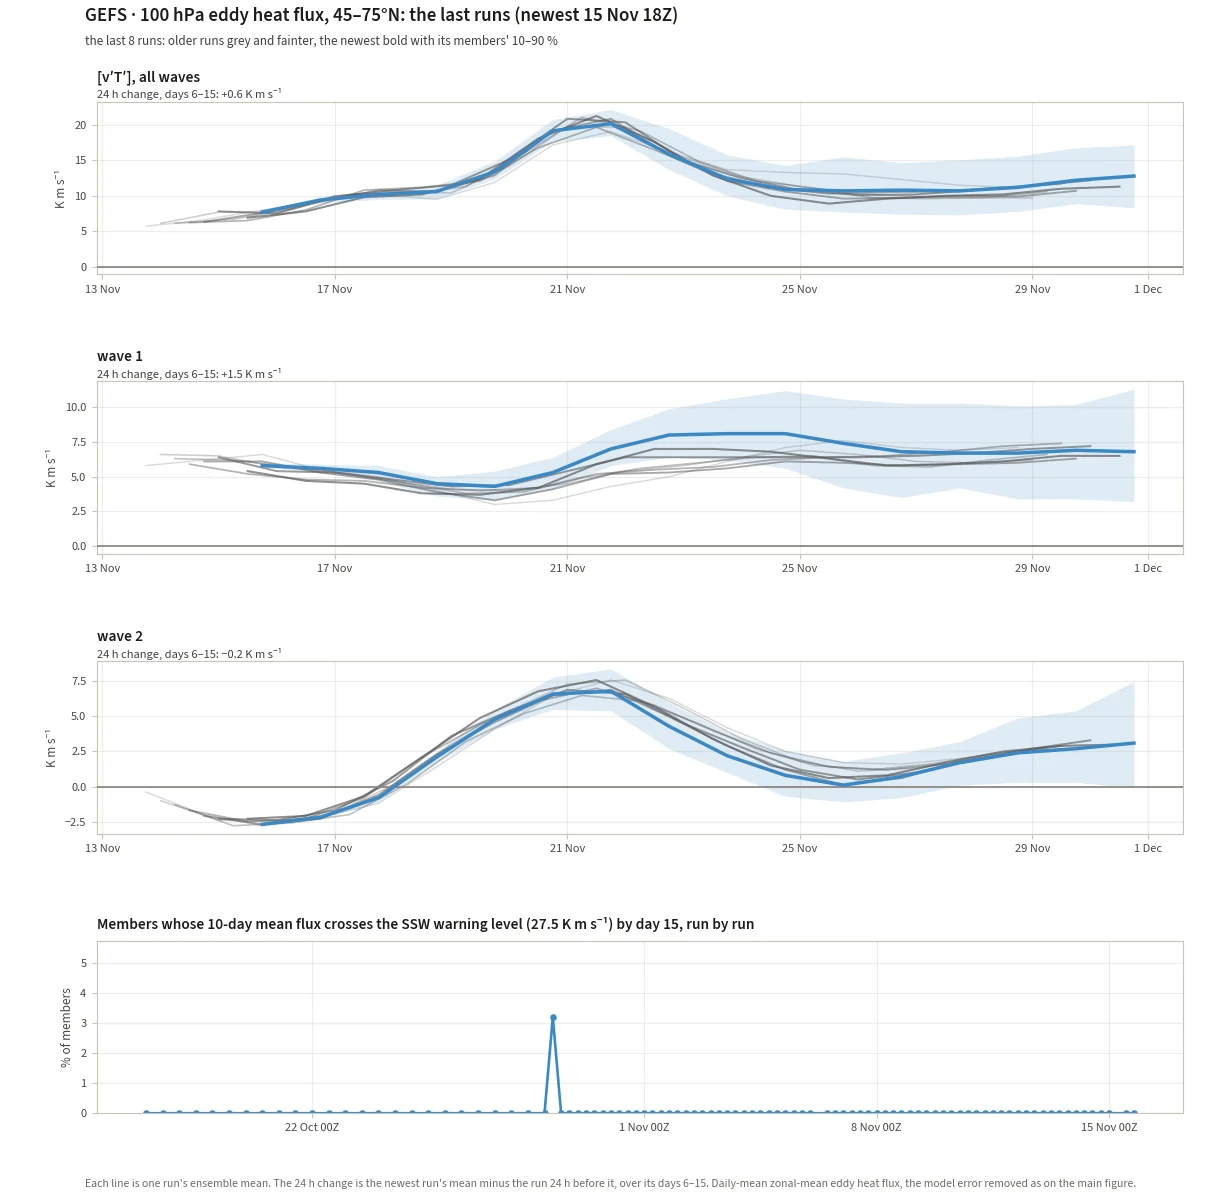 GEFS · 100 hPa eddy heat flux, 45–75°N: the last runs (newest 15 Nov 18Z)
the last 8 runs: older runs grey and fainter, the newest bold with its members' 10–90 %
[v′T′], all waves
24 h change, days 6–15: +0.6 K m s⁻¹
K m s⁻¹
20
15
10
5
0
13 Nov 17 Nov 21 Nov 25 Nov 29 Nov 1 Dec
wave 1
24 h change, days 6–15: +1.5 K m s⁻¹
K m s⁻¹
10.0
7.5
5.0
2.5
0.0
13 Nov 17 Nov 21 Nov 25 Nov 29 Nov 1 Dec
wave 2
24 h change, days 6–15: −0.2 K m s⁻¹
K m s⁻¹
7.5
5.0
2.5
0.0
−2.5
13 Nov 17 Nov 21 Nov 25 Nov 29 Nov 1 Dec
Members whose 10-day mean flux crosses the SSW warning level (27.5 K m s⁻¹) by day 15, run by run
% of members
5
4
3
2
1
0
22 Oct 00Z 1 Nov 00Z 8 Nov 00Z 15 Nov 00Z
Each line is one run's ensemble mean. The 24 h change is the newest run's mean minus the run 24 h before it, over its days 6–15. Daily-mean zonal-mean eddy heat flux, the model error removed as on the main figure.